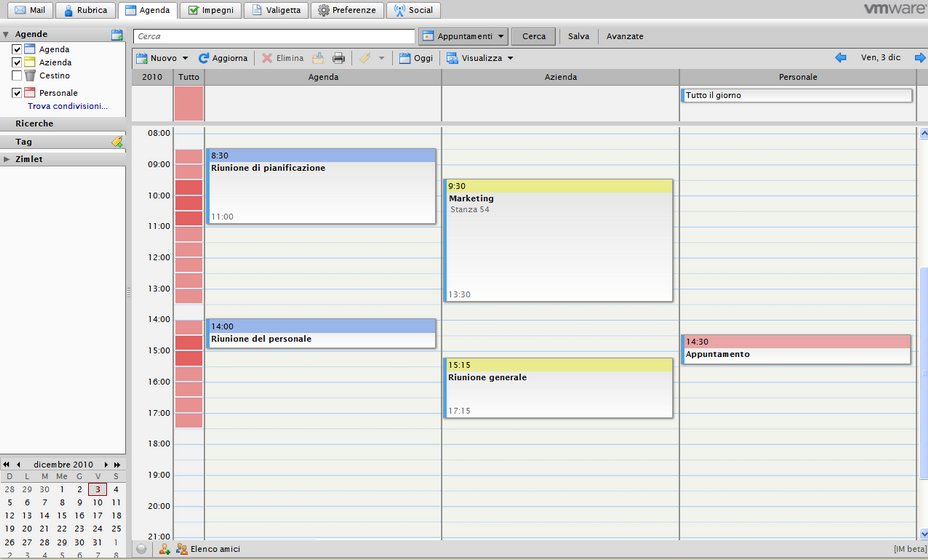 Mail Rubrica Agenda Impegni Valigetta Preferenze Social vmware
Agende
Agenda
Azienda
Cestino
Personale
Trova condivisioni...
Ricerche
Tag
Zimlet
Cerca Appuntamenti Cerca Salva Avanzate
Nuovo Aggiorna Elimina Oggi Visualizza Ven, 3 dic
2010 Tutto Agenda Azienda Personale
Tutto il giorno
08:00
09:00
10:00
11:00
12:00
13:00
14:00
15:00
16:00
17:00
18:00
19:00
20:00
21:00
8:30
Riunione di pianificazione
11:00
14:00
Riunione del personale
9:30
Marketing
Stanza 54
13:30
15:15
Riunione generale
17:15
14:30
Appuntamento
dicembre 2010
D L M Me G V S
28 29 30 1 2 3 4
5 6 7 8 9 10 11
12 13 14 15 16 17 18
19 20 21 22 23 24 25
26 27 28 29 30 31 1
2 3 4 5 6 7 8
Elenco amici [IM beta]